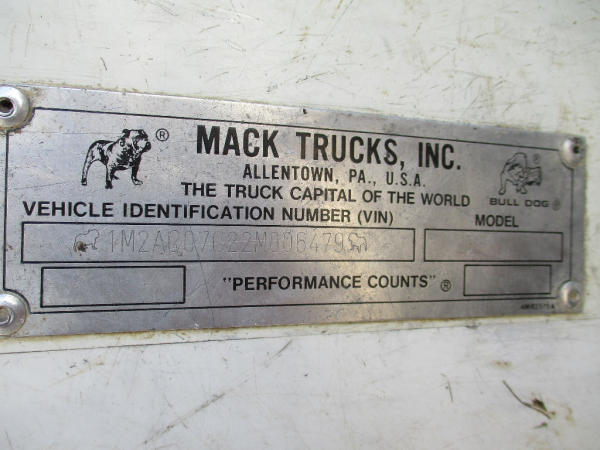 MACK TRUCKS, INC.
ALLENTOWN, PA., U.S.A.
THE TRUCK CAPITAL OF THE WORLD
BULL DOG ®
VEHICLE IDENTIFICATION NUMBER (VIN) MODEL
"PERFORMANCE COUNTS" ®
®